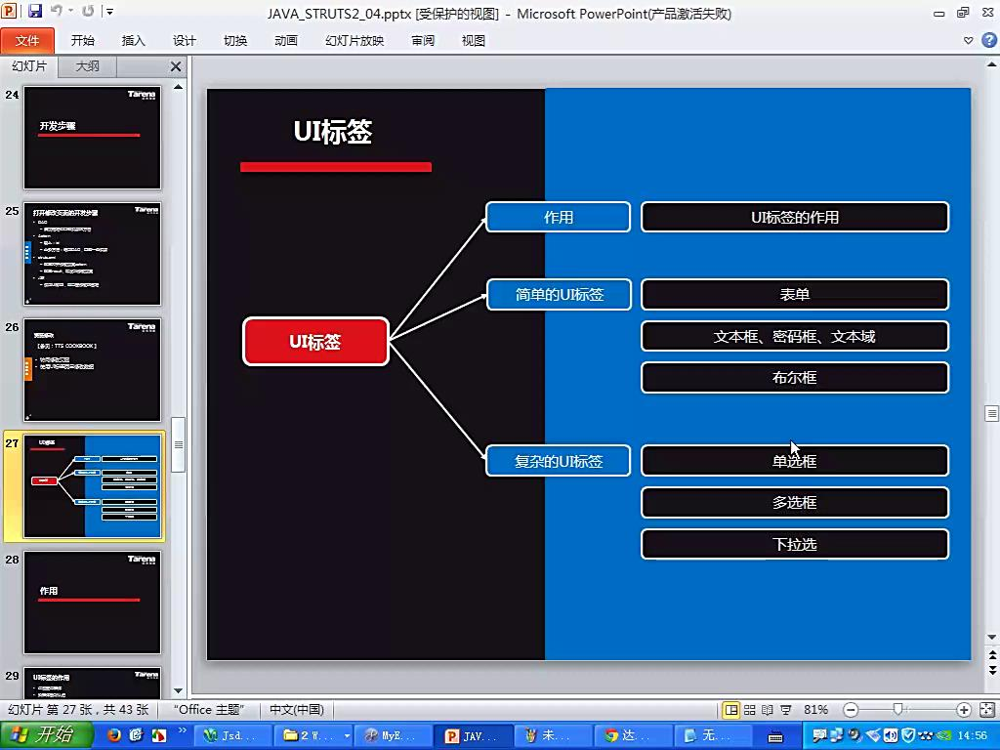 JAVA_STRUTS2_04.pptx [受保护的视图] - Microsoft PowerPoint(产品激活失败)
文件 开始 插入 设计 切换 动画 幻灯片放映 审阅 视图
幻灯片 大纲
24
Tarena
开发步骤
25
Tarena
打开修改页面的开发步骤
26
Tarena
[参见:TTS COOKBOOK]
27
28
Tarena
作用
29
Tarena
UI标签的作用
UI标签
UI标签
作用
UI标签的作用
简单的UI标签
表单
文本框、密码框、文本域
布尔框
复杂的UI标签
单选框
多选框
下拉选
幻灯片 第 27 张,共 43 张 “Office 主题” 中文(中国) 81%
开始 Jsd... 2 W... MyE... JAV... 未... 达... 无... 14:56